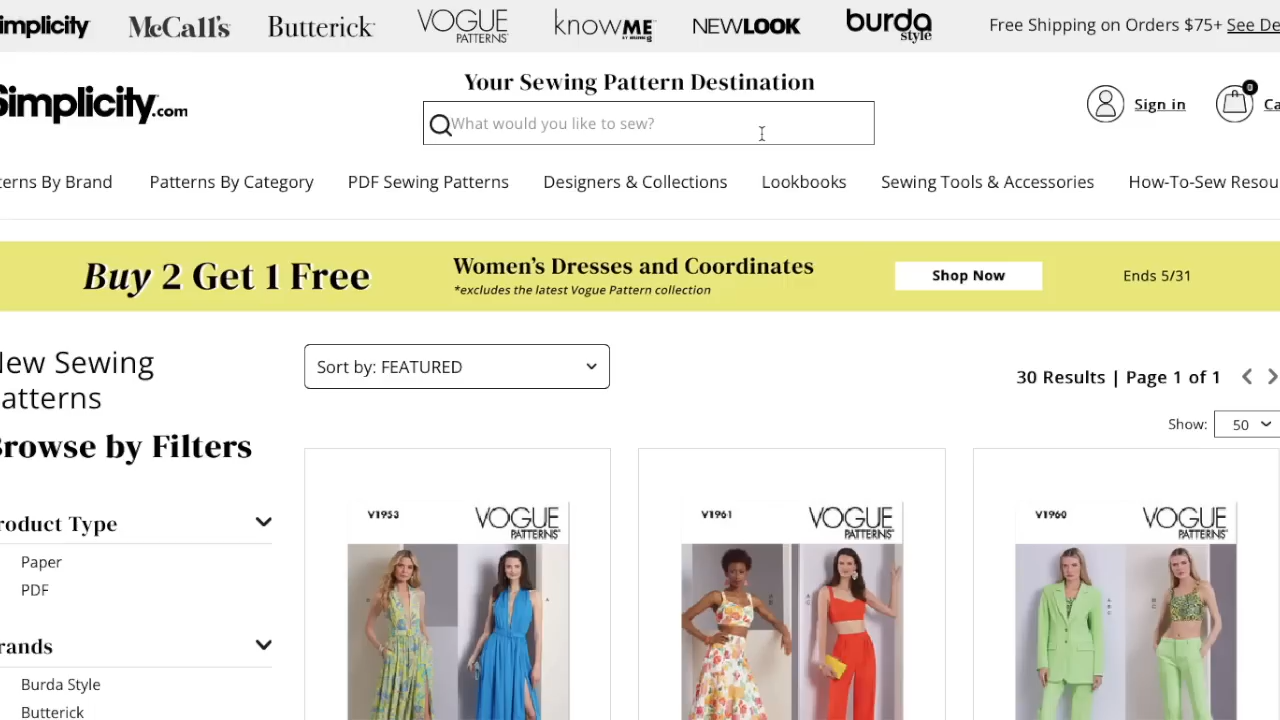 implicity McCall's Butterick VOGUE PATTERNS knowME NEWLOOK burda style Free Shipping on Orders $75+ See De
Your Sewing Pattern Destination
Simplicity.com
What would you like to sew?
0
Sign in
Ca
terns By Brand Patterns By Category PDF Sewing Patterns Designers & Collections Lookbooks Sewing Tools & Accessories How-To-Sew Resou
Buy 2 Get 1 Free
Women's Dresses and Coordinates
*excludes the latest Vogue Pattern collection
Shop Now
Ends 5/31
lew Sewing
atterns
Sort by: FEATURED
30 Results | Page 1 of 1
Show: 50
rowse by Filters
roduct Type
Paper
PDF
rands
Burda Style
Butterick
V1953 VOGUE PATTERNS
V1961 VOGUE PATTERNS
V1960 VOGUE PATTERNS